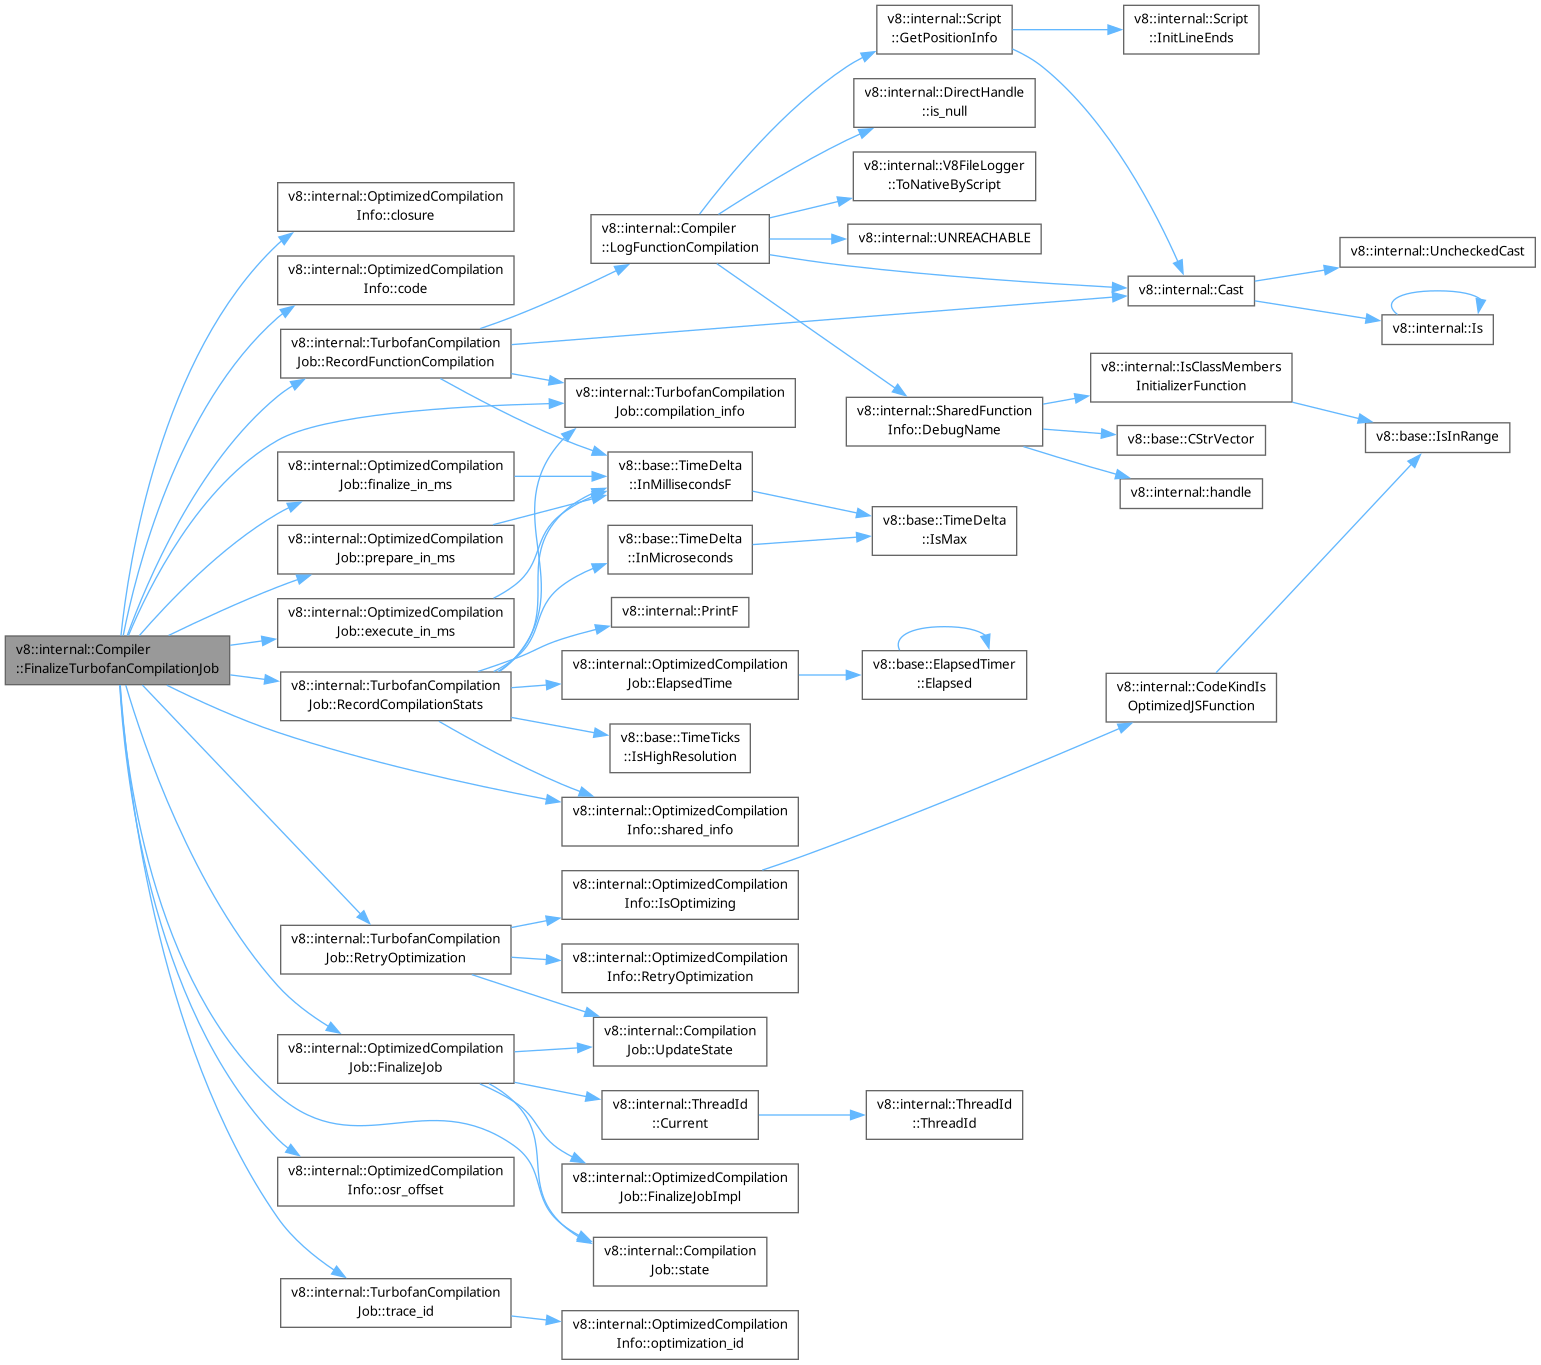 v8::internal::Compiler
::FinalizeTurbofanCompilationJob
v8::internal::OptimizedCompilation
Info::closure
v8::internal::OptimizedCompilation
Info::code
v8::internal::TurbofanCompilation
Job::RecordFunctionCompilation
v8::internal::OptimizedCompilation
Job::finalize_in_ms
v8::internal::OptimizedCompilation
Job::prepare_in_ms
v8::internal::OptimizedCompilation
Job::execute_in_ms
v8::internal::TurbofanCompilation
Job::RecordCompilationStats
v8::internal::TurbofanCompilation
Job::RetryOptimization
v8::internal::OptimizedCompilation
Job::FinalizeJob
v8::internal::OptimizedCompilation
Info::osr_offset
v8::internal::TurbofanCompilation
Job::trace_id
v8::internal::Compiler
::LogFunctionCompilation
v8::internal::TurbofanCompilation
Job::compilation_info
v8::base::TimeDelta
::InMillisecondsF
v8::base::TimeDelta
::InMicroseconds
v8::internal::PrintF
v8::internal::OptimizedCompilation
Job::ElapsedTime
v8::base::TimeTicks
::IsHighResolution
v8::internal::OptimizedCompilation
Info::shared_info
v8::internal::OptimizedCompilation
Info::IsOptimizing
v8::internal::OptimizedCompilation
Info::RetryOptimization
v8::internal::Compilation
Job::UpdateState
v8::internal::ThreadId
::Current
v8::internal::OptimizedCompilation
Job::FinalizeJobImpl
v8::internal::Compilation
Job::state
v8::internal::OptimizedCompilation
Info::optimization_id
v8::internal::Script
::GetPositionInfo
v8::internal::DirectHandle
::is_null
v8::internal::V8FileLogger
::ToNativeByScript
v8::internal::UNREACHABLE
v8::internal::SharedFunction
Info::DebugName
v8::base::TimeDelta
::IsMax
v8::base::ElapsedTimer
::Elapsed
v8::internal::ThreadId
::ThreadId
v8::internal::Script
::InitLineEnds
v8::internal::Cast
v8::internal::IsClassMembers
InitializerFunction
v8::base::CStrVector
v8::internal::handle
v8::internal::CodeKindIs
OptimizedJSFunction
v8::internal::UncheckedCast
v8::internal::Is
v8::base::IsInRange